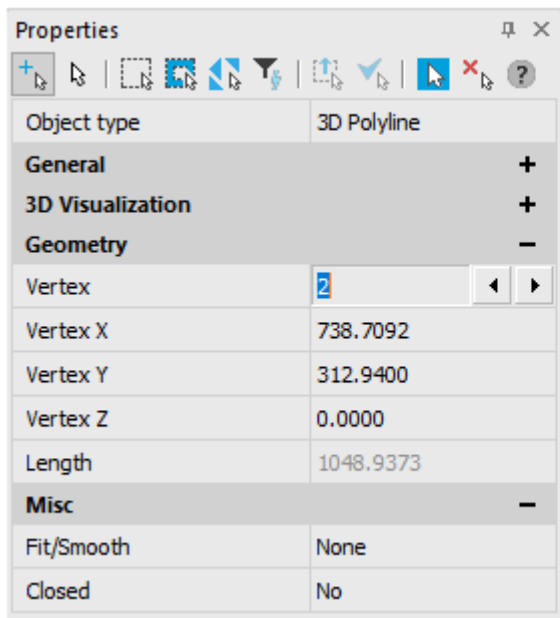 Properties
?
Object type 3D Polyline
General +
3D Visualization +
Geometry −
Vertex 2
Vertex X 738.7092
Vertex Y 312.9400
Vertex Z 0.0000
Length 1048.9373
Misc −
Fit/Smooth None
Closed No